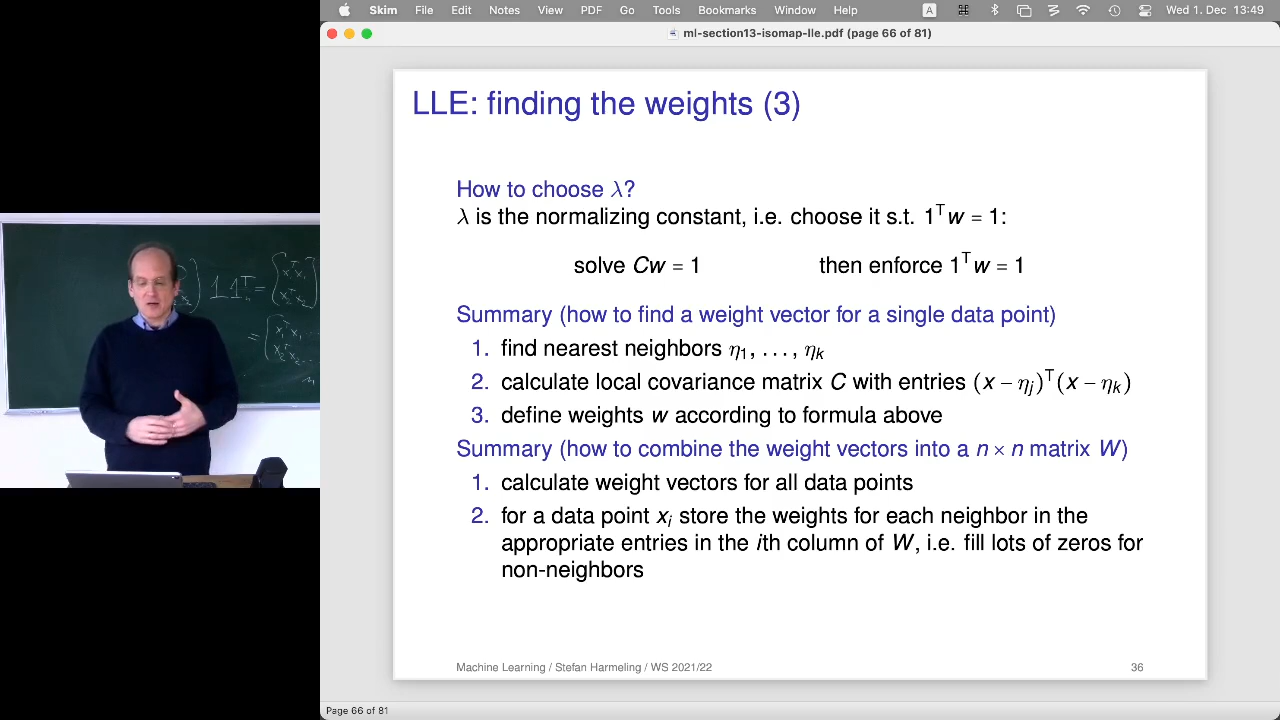 Skim File Edit Notes View PDF Go Tools Bookmarks Window Help A Wed 1. Dec 13:49
ml-section13-isomap-lle.pdf (page 66 of 81)
LLE: finding the weights (3)
How to choose λ?
λ is the normalizing constant, i.e. choose it s.t. 1ᵀw = 1:
solve Cw = 1 then enforce 1ᵀw = 1
Summary (how to find a weight vector for a single data point)
1. find nearest neighbors η₁, . . . , ηₖ
2. calculate local covariance matrix C with entries (x − ηⱼ)ᵀ(x − ηₖ)
3. define weights w according to formula above
Summary (how to combine the weight vectors into a n × n matrix W)
1. calculate weight vectors for all data points
2. for a data point xᵢ store the weights for each neighbor in the
appropriate entries in the ith column of W, i.e. fill lots of zeros for
non-neighbors
Machine Learning / Stefan Harmeling / WS 2021/22 36
Page 66 of 81